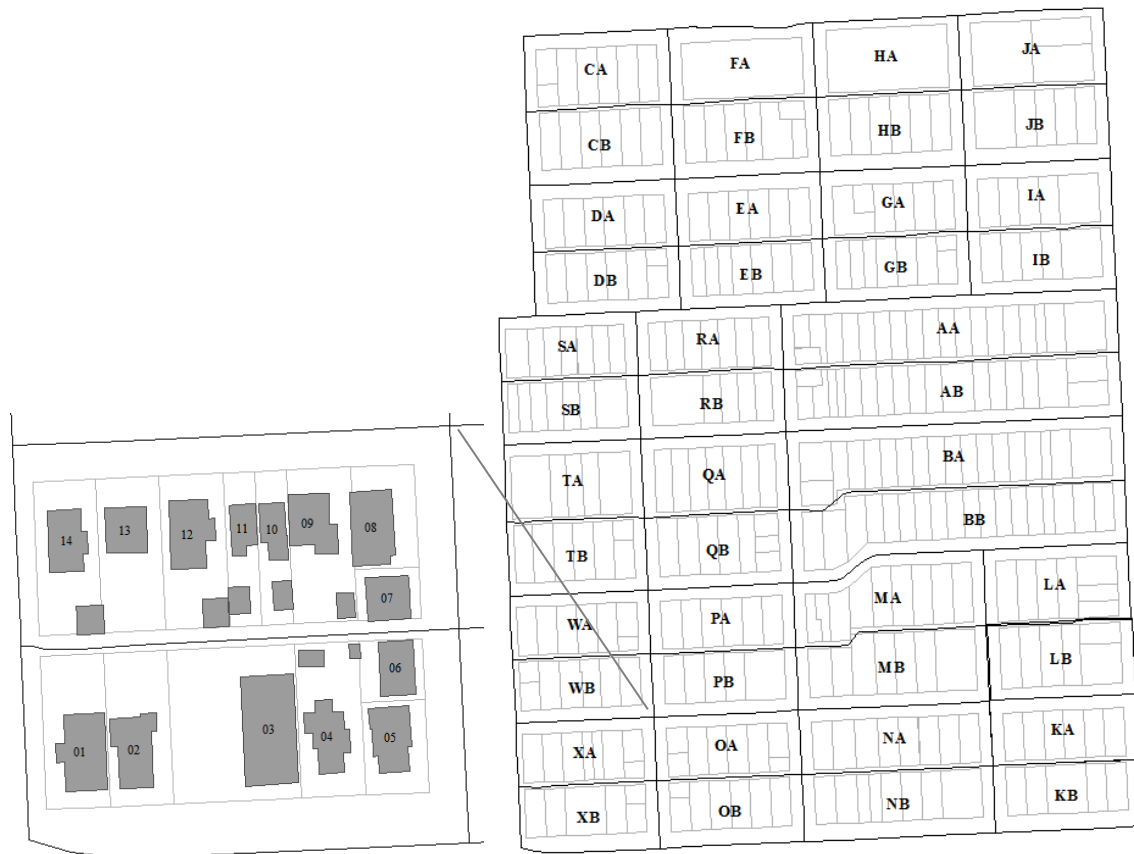 CA FA HA JA
CB FB HB JB
DA EA GA IA
DB EB GB IB
SA RA AA
SB RB AB
TA QA BA
TB QB BB
WA PA MA LA
WB PB MB LB
XA OA NA KA
XB OB NB KB
14 13 12 11 10 09 08
07
06
01 02 03 04 05